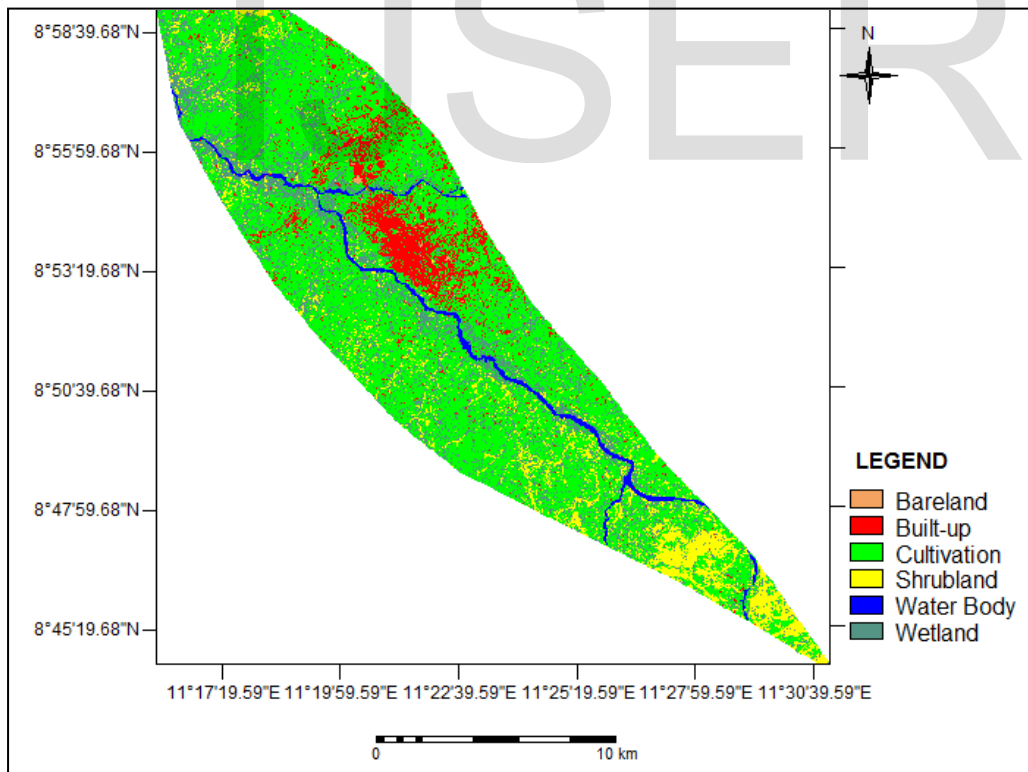 IJSER
N
8°58'39.68"N
8°55'59.68"N
8°53'19.68"N
8°50'39.68"N
8°47'59.68"N
8°45'19.68"N
LEGEND
Bareland
Built-up
Cultivation
Shrubland
Water Body
Wetland
11°17'19.59"E 11°19'59.59"E 11°22'39.59"E 11°25'19.59"E 11°27'59.59"E 11°30'39.59"E
0 10 km